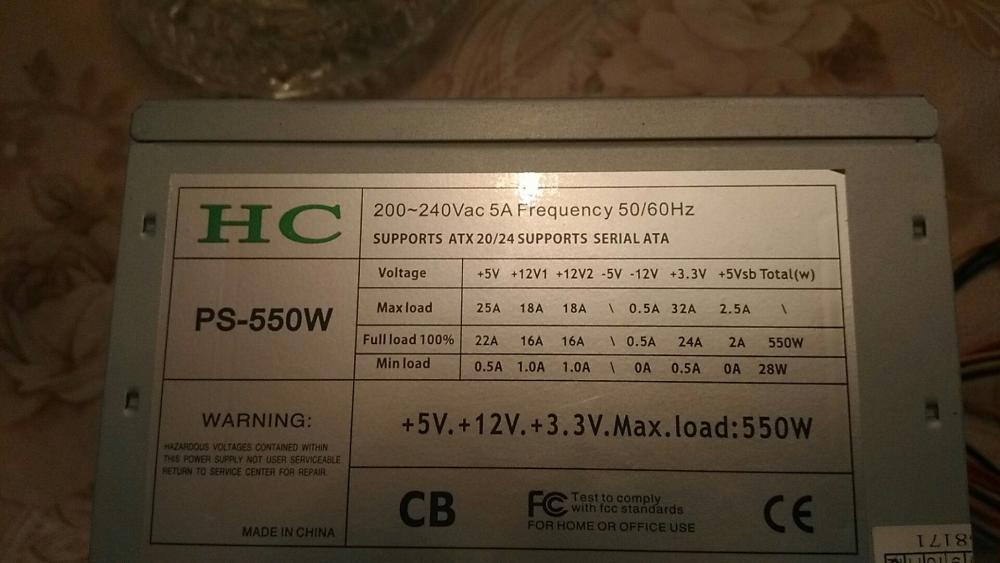 HC
200~240Vac 5A Frequency 50/60Hz
SUPPORTS ATX 20/24 SUPPORTS SERIAL ATA
PS-550W
Voltage +5V +12V1 +12V2 -5V -12V +3.3V +5Vsb Total(w)
Max load 25A 18A 18A \ 0.5A 32A 2.5A \
Full load 100% 22A 16A 16A \ 0.5A 24A 2A 550W
Min load 0.5A 1.0A 1.0A \ 0A 0.5A 0A 28W
WARNING:
HAZARDOUS VOLTAGES CONTAINED WITHIN
THIS POWER SUPPLY NOT USER SERVICEABLE
RETURN TO SERVICE CENTER FOR REPAIR.
MADE IN CHINA
+5V.+12V.+3.3V.Max.load:550W
CB
FC Test to comply
with fcc standards
FOR HOME OR OFFICE USE
CE